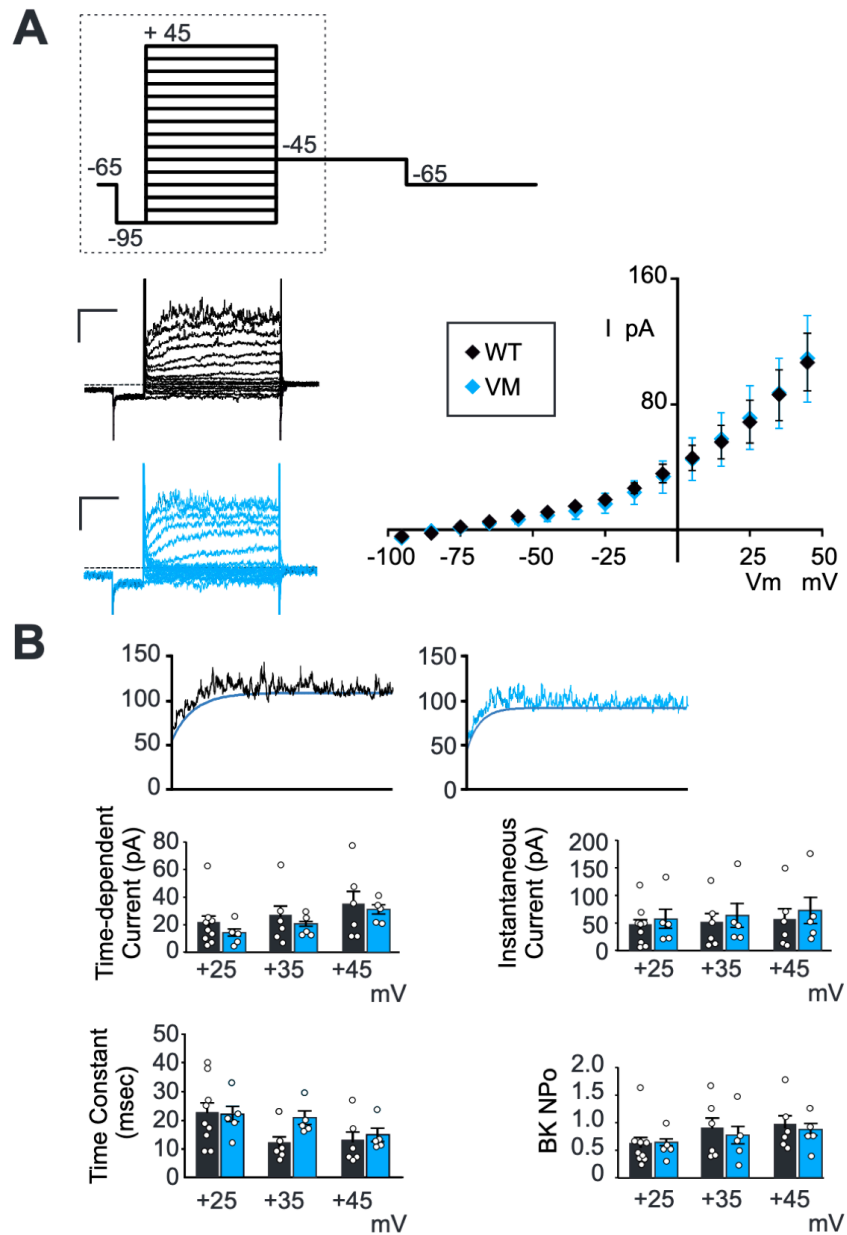 A
+ 45
-45
-65
-65
-95
160
I pA
WT
VM
80
-100 -75 -50 -25 25 50
Vm mV
B
150
100
50
0
150
100
50
0
Time-dependent
Current (pA)
80
60
40
20
0
+25 +35 +45
mV
Instantaneous
Current (pA)
200
150
100
50
0
+25 +35 +45
mV
Time Constant
(msec)
50
40
30
20
10
0
+25 +35 +45
mV
BK NPo
2.0
1.5
1.0
0.5
0
+25 +35 +45
mV